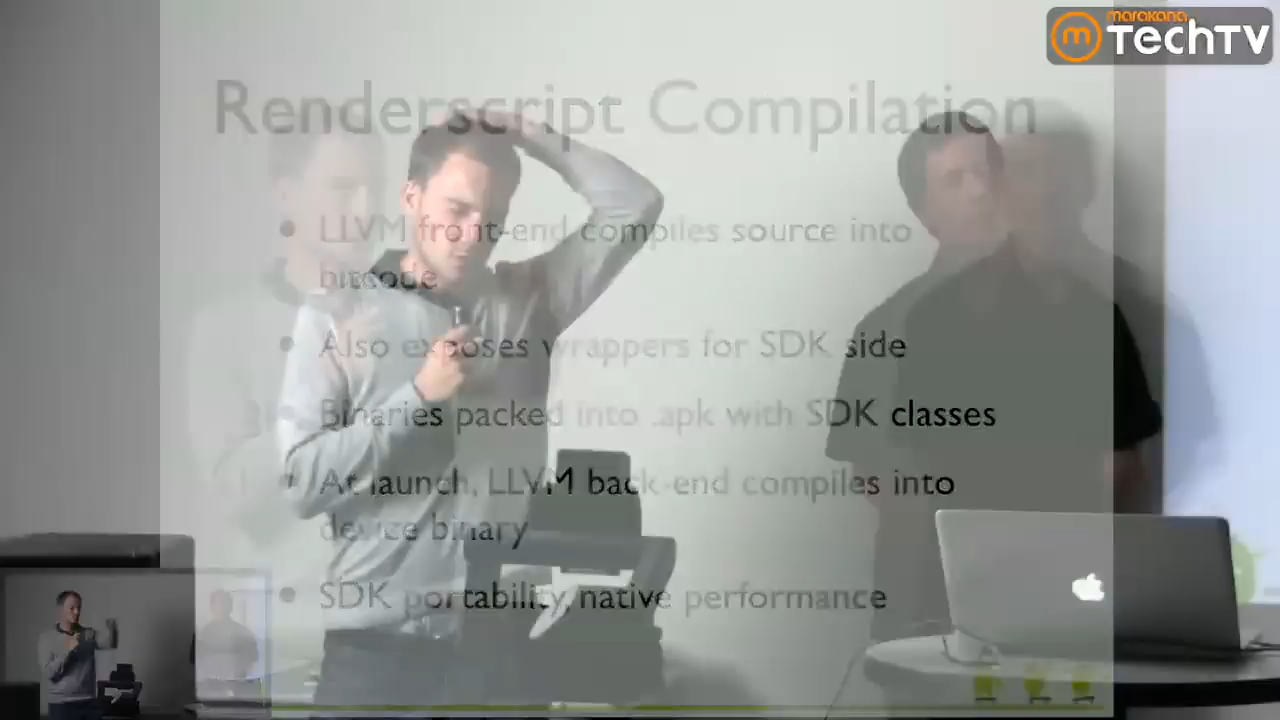 marakana
TechTV
Renderscript Compilation
• LLVM front-end compiles source into
bitcode
• Also exposes wrappers for SDK side
• Binaries packed into .apk with SDK classes
• At launch, LLVM back-end compiles into
device binary
• SDK portability, native performance